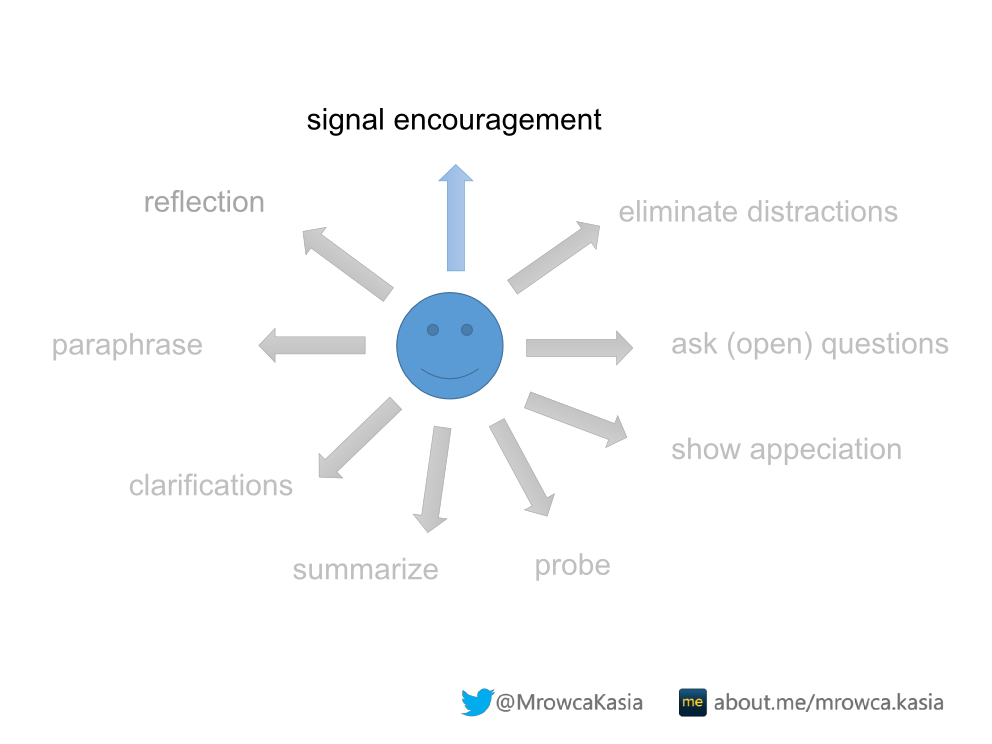 signal encouragement
reflection
eliminate distractions
paraphrase
ask (open) questions
show appeciation
clarifications
summarize
probe
@MrowcaKasia
me about.me/mrowca.kasia